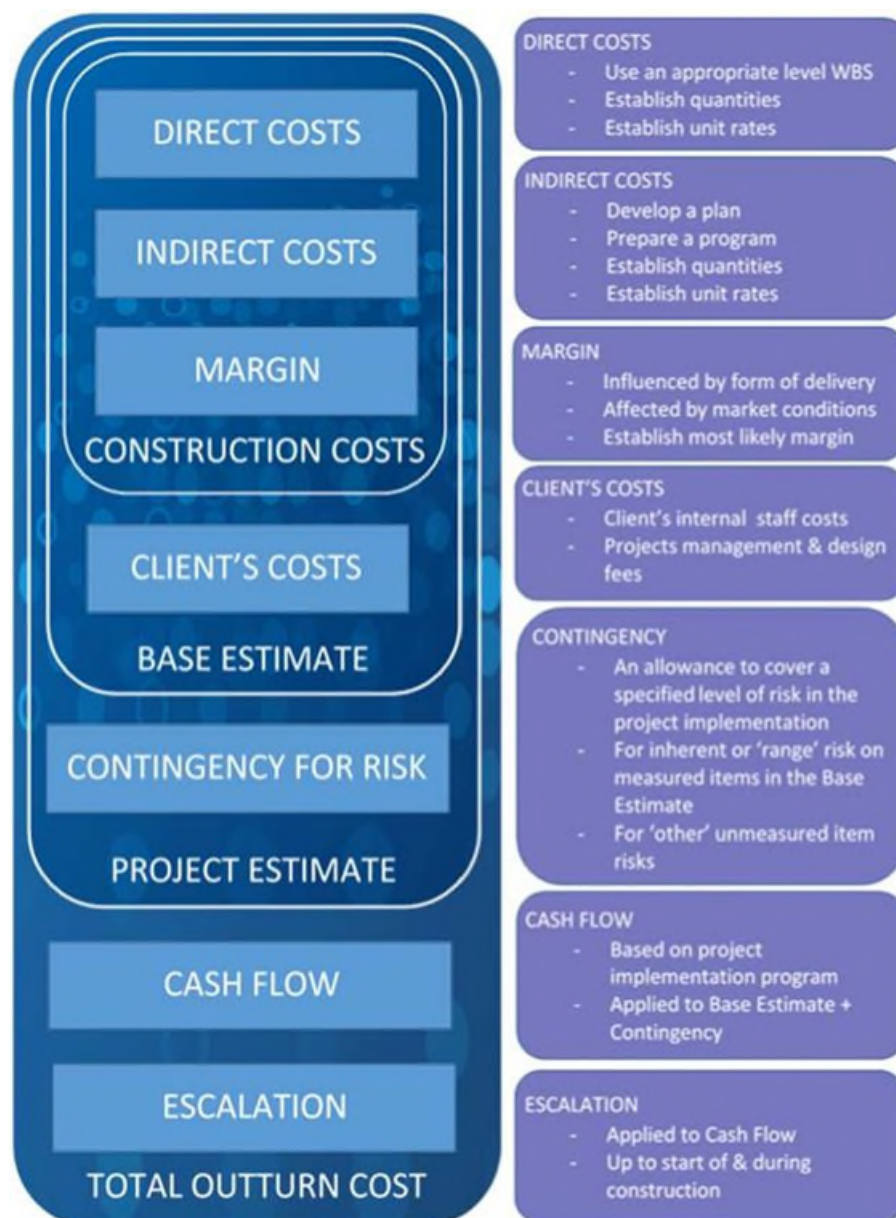 DIRECT COSTS
INDIRECT COSTS
MARGIN
CONSTRUCTION COSTS
CLIENT'S COSTS
BASE ESTIMATE
CONTINGENCY FOR RISK
PROJECT ESTIMATE
CASH FLOW
ESCALATION
TOTAL OUTTURN COST
DIRECT COSTS
- Use an appropriate level WBS
- Establish quantities
- Establish unit rates
INDIRECT COSTS
- Develop a plan
- Prepare a program
- Establish quantities
- Establish unit rates
MARGIN
- Influenced by form of delivery
- Affected by market conditions
- Establish most likely margin
CLIENT'S COSTS
- Client's internal staff costs
- Projects management & design
fees
CONTINGENCY
- An allowance to cover a
specified level of risk in the
project implementation
- For inherent or 'range' risk on
measured items in the Base
Estimate
- For 'other' unmeasured item
risks
CASH FLOW
- Based on project
implementation program
- Applied to Base Estimate +
Contingency
ESCALATION
- Applied to Cash Flow
- Up to start of & during
construction